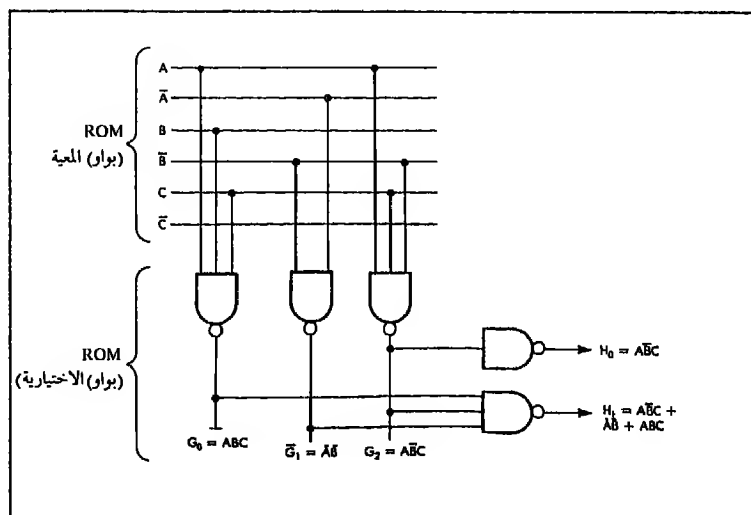 A
Ā
B
B̄
C
C̄
ROM
(بواو) المعية
ROM
(بواو) الاختيارية
H₀ = AB̄C
H₁ = AB̄C +
ĀB̄ + ABC
G₀ = ABC
Ḡ₁ = ĀB̄
G₂ = AB̄C